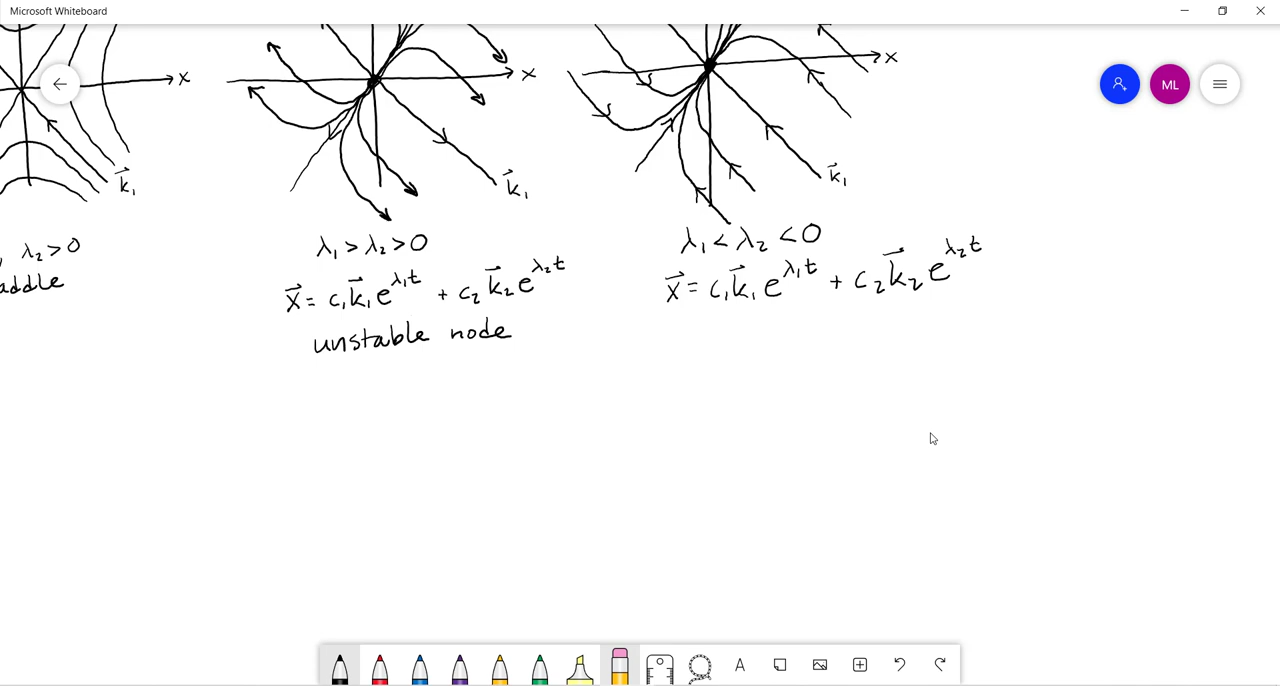 Microsoft Whiteboard
x
x
x
ML
k⃗₁
k⃗₁
k⃗₁
, λ₂>0
addle
λ₁ > λ₂ > 0
x⃗ = c₁k⃗₁e^λ₁t + c₂k⃗₂e^λ₂t
unstable node
λ₁ < λ₂ < 0
x⃗ = c₁k⃗₁e^λ₁t + c₂k⃗₂e^λ₂t
A